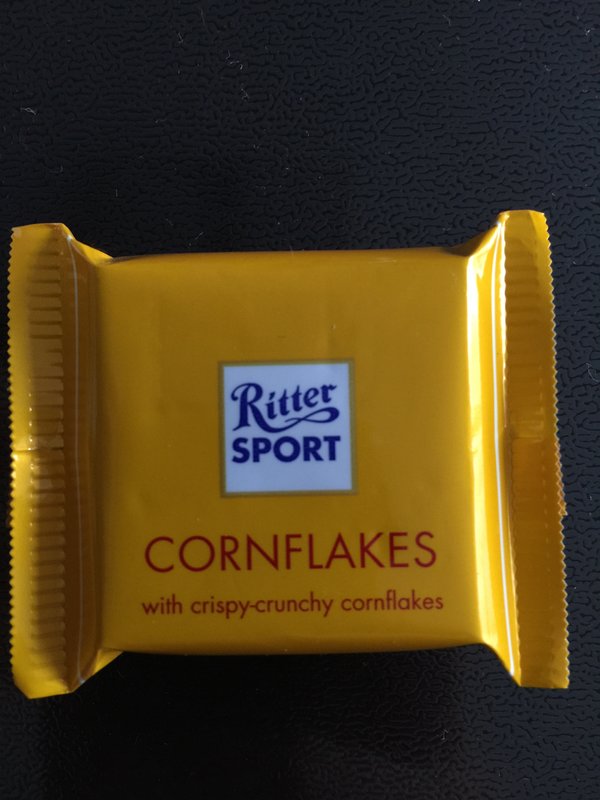 Ritter
SPORT
CORNFLAKES
with crispy-crunchy cornflakes